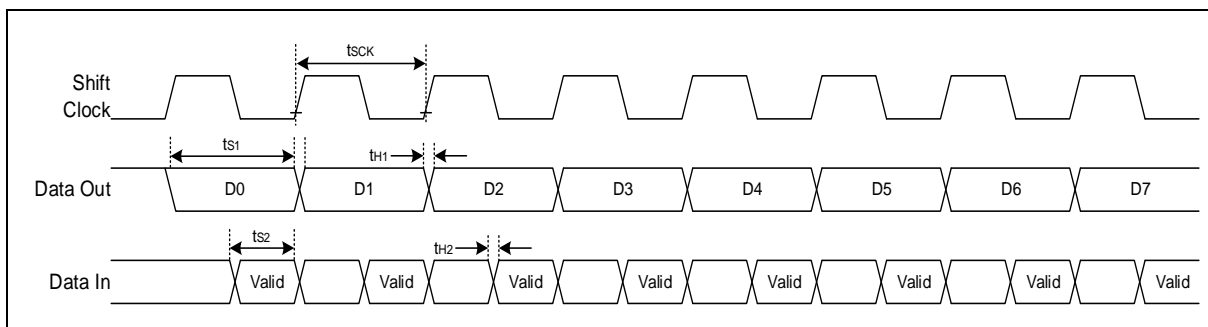 tSCK
Shift
Clock
tS1
tH1
Data Out
D0 D1 D2 D3 D4 D5 D6 D7
tS2
tH2
Data In
Valid Valid Valid Valid Valid Valid Valid Valid